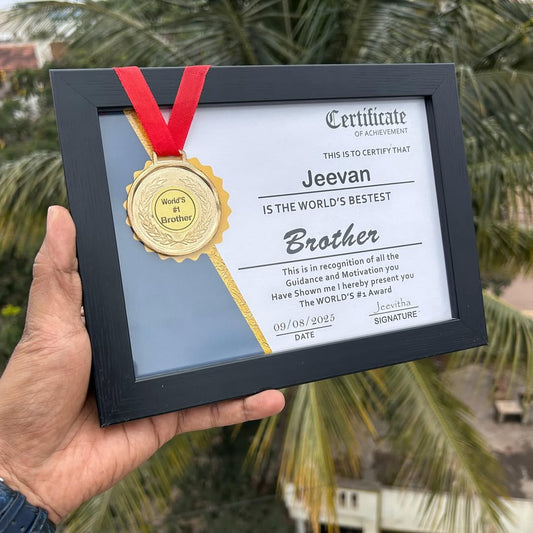 World'S
#1
Brother
Certificate
OF ACHIEVEMENT
THIS IS TO CERTIFY THAT
Jeevan
IS THE WORLD'S BESTEST
Brother
This is in recognition of all the
Guidance and Motivation you
Have Shown me I hereby present you
The WORLD'S #1 Award
09/08/2025
DATE
Jeevitha
SIGNATURE